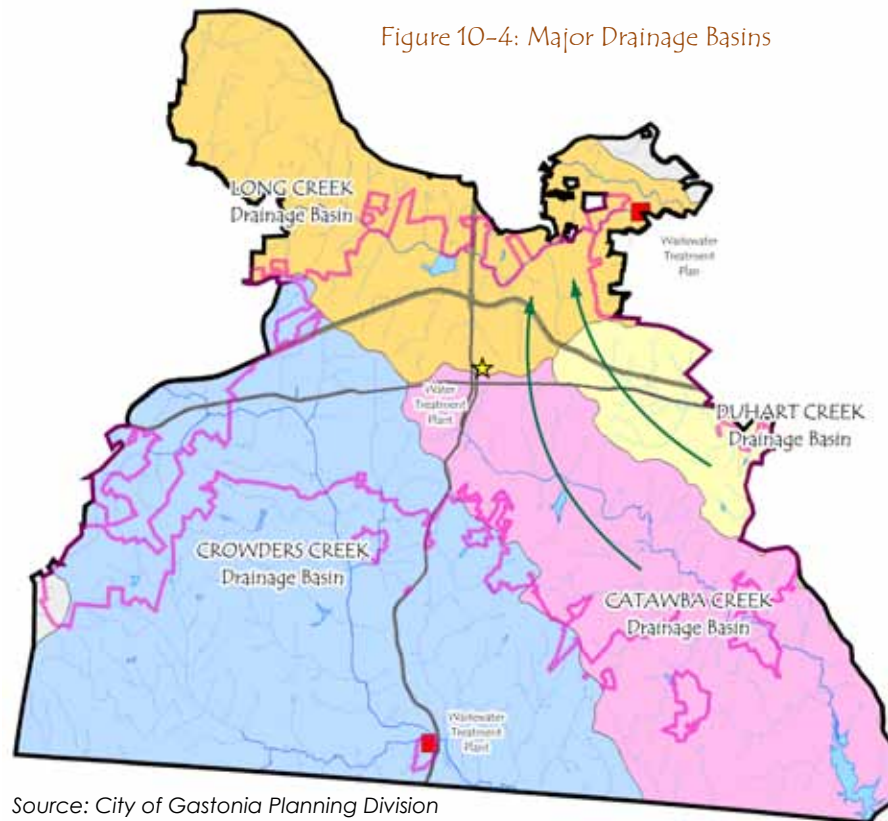 Figure 10-4: Major Drainage Basins
LONG CREEK
Drainage Basin
Wastewater
Treatment
Plan
Water
Treatment
Plant
DUHART CREEK
Drainage Basin
CROWDERS CREEK
Drainage Basin
CATAWBA CREEK
Drainage Basin
Wastewater
Treatment
Plant
Source: City of Gastonia Planning Division